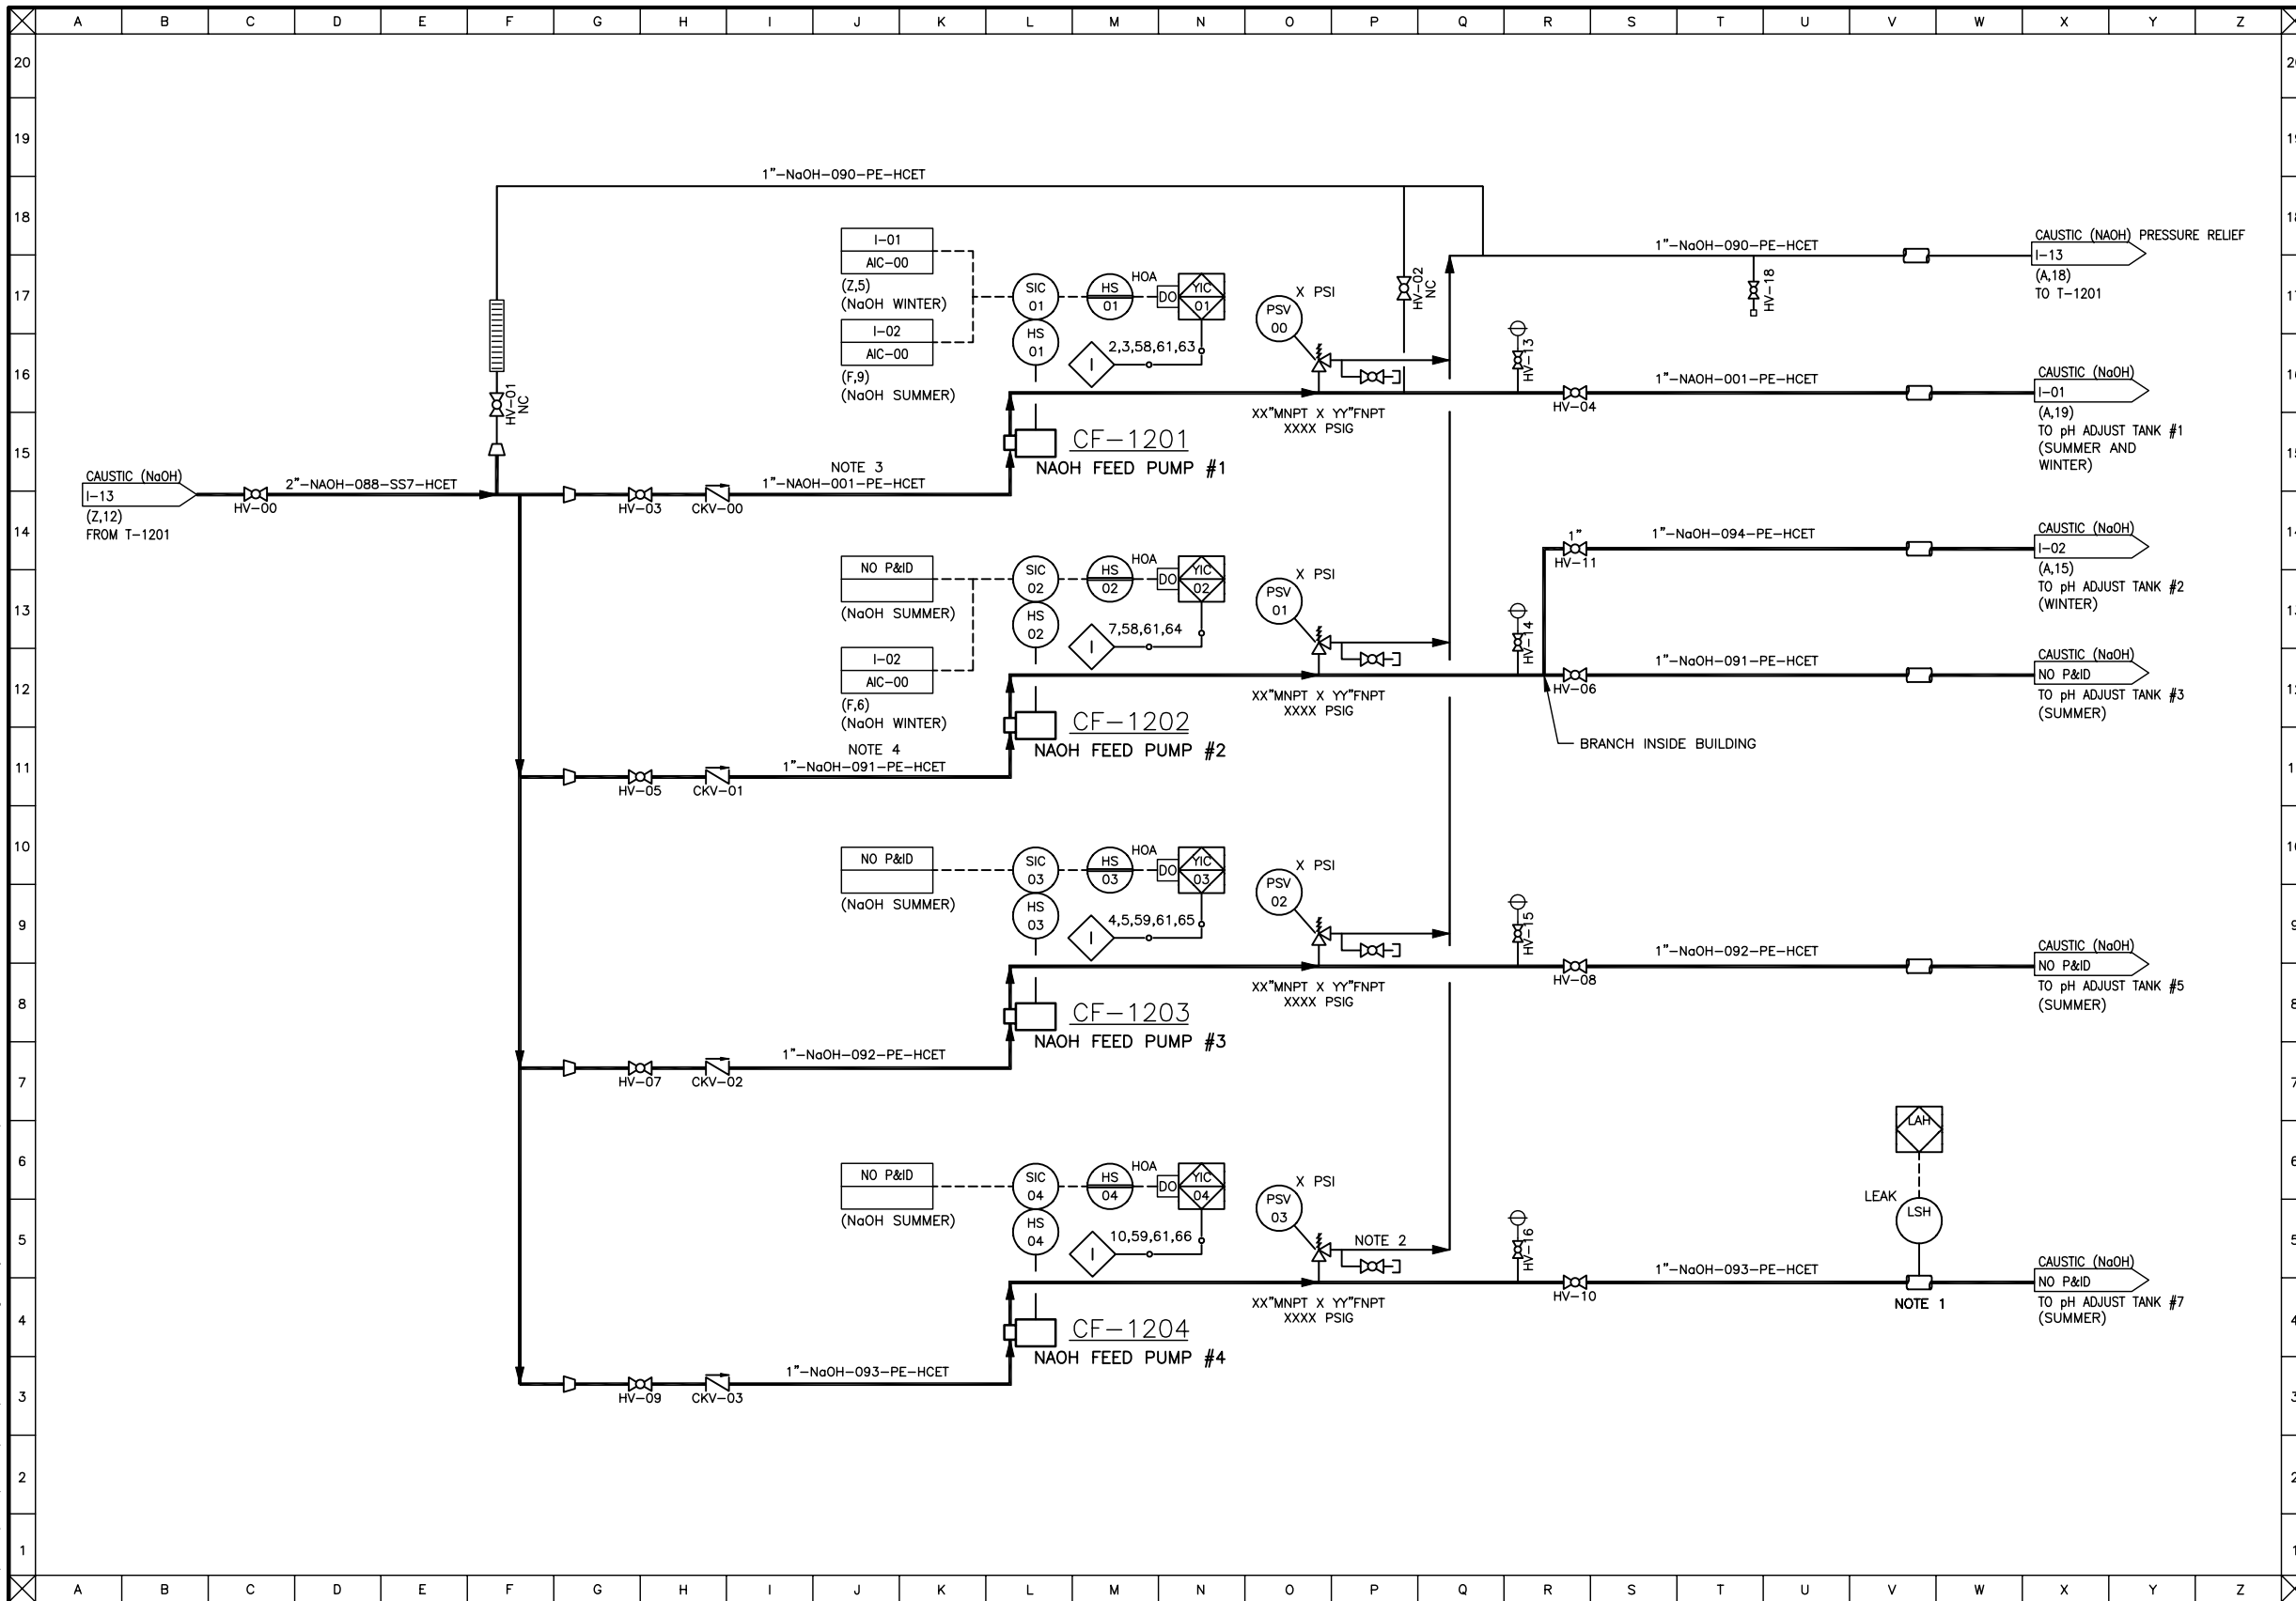 A B C D E F G H I J K L M N O P Q R S T U V W X Y Z
20
19
1"-NaOH-090-PE-HCET
18
I-01
AIC-00
(Z,5)
(NaOH WINTER)
I-02
AIC-00
(F,9)
(NaOH SUMMER)
SIC
01
HS
01
HS
01
HOA
DO
YIC
01
I
2,3,58,61,63
PSV
00
X PSI
HV-02
NC
1"-NaOH-090-PE-HCET
HV-18
CAUSTIC (NAOH) PRESSURE RELIEF
I-13
(A,18)
TO T-1201
17
16
HV-01
NC
XX"MNPT X YY"FNPT
XXXX PSIG
HV-13
HV-04
1"-NAOH-001-PE-HCET
CAUSTIC (NaOH)
I-01
(A,19)
TO pH ADJUST TANK #1
(SUMMER AND
WINTER)
15
CF-1201
NAOH FEED PUMP #1
CAUSTIC (NaOH)
I-13
(Z,12)
FROM T-1201
HV-00
2"-NAOH-088-SS7-HCET
HV-03
CKV-00
NOTE 3
1"-NAOH-001-PE-HCET
14
NO P&ID
(NaOH SUMMER)
I-02
AIC-00
(F,6)
(NaOH WINTER)
SIC
02
HS
02
HS
02
HOA
DO
YIC
02
I
7,58,61,64
PSV
01
X PSI
1"
HV-11
1"-NaOH-094-PE-HCET
CAUSTIC (NaOH)
I-02
(A,15)
TO pH ADJUST TANK #2
(WINTER)
13
12
XX"MNPT X YY"FNPT
XXXX PSIG
HV-14
HV-06
1"-NaOH-091-PE-HCET
CAUSTIC (NaOH)
NO P&ID
TO pH ADJUST TANK #3
(SUMMER)
CF-1202
NAOH FEED PUMP #2
BRANCH INSIDE BUILDING
11
HV-05
CKV-01
NOTE 4
1"-NaOH-091-PE-HCET
10
NO P&ID
(NaOH SUMMER)
SIC
03
HS
03
HS
03
HOA
DO
YIC
03
I
4,5,59,61,65
PSV
02
X PSI
9
XX"MNPT X YY"FNPT
XXXX PSIG
HV-15
HV-08
1"-NaOH-092-PE-HCET
CAUSTIC (NaOH)
NO P&ID
TO pH ADJUST TANK #5
(SUMMER)
8
CF-1203
NAOH FEED PUMP #3
7
HV-07
CKV-02
1"-NaOH-092-PE-HCET
6
NO P&ID
(NaOH SUMMER)
SIC
04
HS
04
HS
04
HOA
DO
YIC
04
I
10,59,61,66
PSV
03
X PSI
NOTE 2
LAH
LEAK
LSH
5
XX"MNPT X YY"FNPT
XXXX PSIG
HV-16
HV-10
1"-NaOH-093-PE-HCET
NOTE 1
CAUSTIC (NaOH)
NO P&ID
TO pH ADJUST TANK #7
(SUMMER)
4
CF-1204
NAOH FEED PUMP #4
3
HV-09
CKV-03
1"-NaOH-093-PE-HCET
2
1
A B C D E F G H I J K L M N O P Q R S T U V W X Y Z